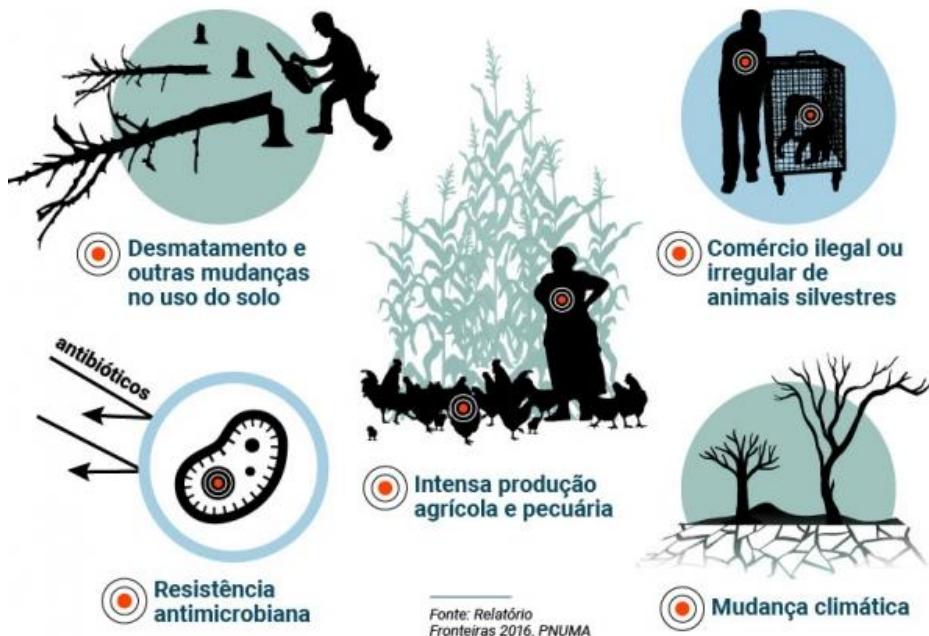 Desmatamento e
outras mudanças
no uso do solo
Comércio ilegal ou
irregular de
animais silvestres
antibióticos
Intensa produção
agrícola e pecuária
Resistência
antimicrobiana
Mudança climática
Fonte: Relatório
Fronteiras 2016, PNUMA